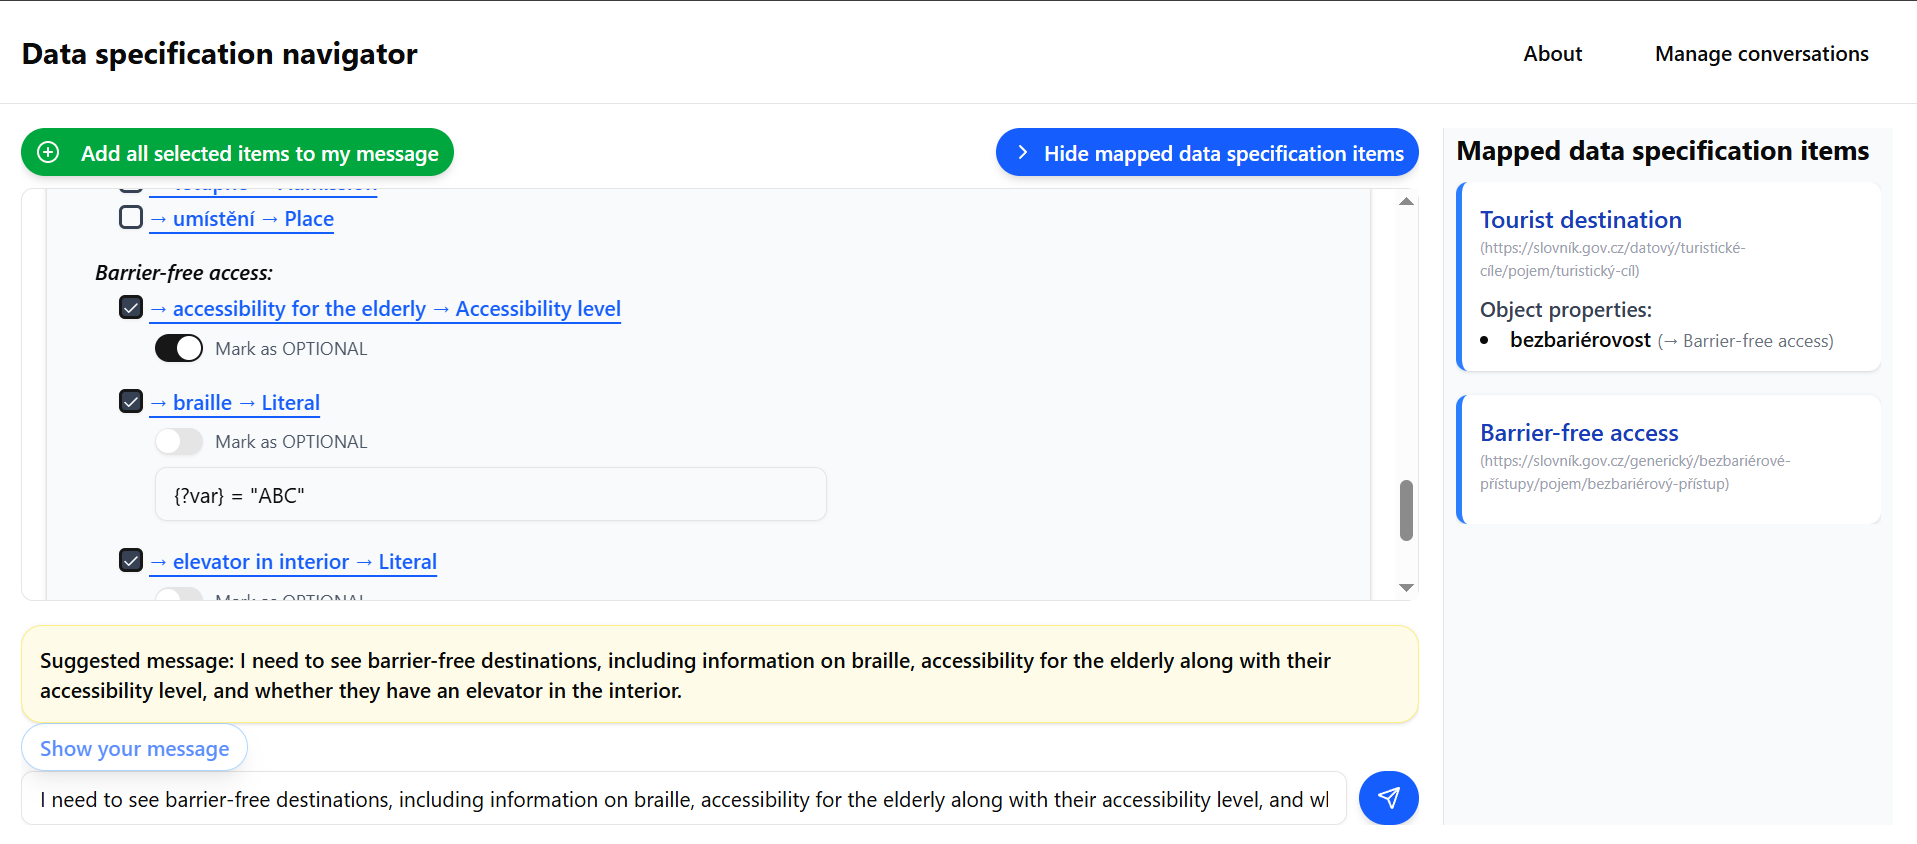 Data specification navigator
About
Manage conversations
Add all selected items to my message
Hide mapped data specification items
→ umístění → Place
Barrier-free access:
→ accessibility for the elderly → Accessibility level
Mark as OPTIONAL
→ braille → Literal
Mark as OPTIONAL
{?var} = "ABC"
→ elevator in interior → Literal
Mark as OPTIONAL
Suggested message: I need to see barrier-free destinations, including information on braille, accessibility for the elderly along with their
accessibility level, and whether they have an elevator in the interior.
Show your message
I need to see barrier-free destinations, including information on braille, accessibility for the elderly along with their accessibility level, and wl
Mapped data specification items
Tourist destination
(https://slovník.gov.cz/datový/turistické-
cíle/pojem/turistický-cíl)
Object properties:
bezbariérovost (→ Barrier-free access)
Barrier-free access
(https://slovník.gov.cz/generický/bezbariérové-
přístupy/pojem/bezbariérový-přístup)